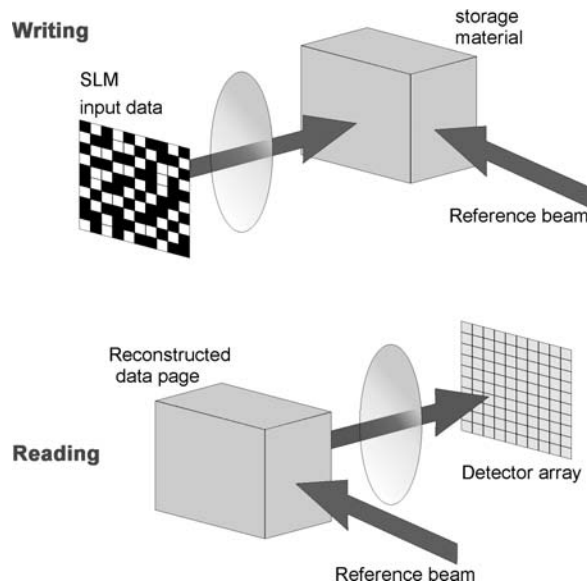 Writing
storage
material
SLM
input data
Reference beam
Reconstructed
data page
Reading
Detector array
Reference beam